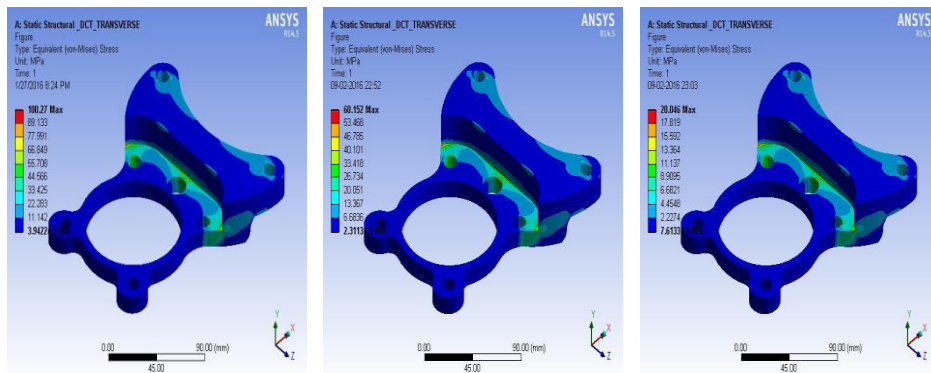 A: Static Structural _DCT_TRANSVERSE
Figure
Type: Equivalent (von-Mises) Stress
Unit: MPa
Time: 1
1/27/2016 8:24 PM
ANSYS
R14.5
100.27 Max
89.133
77.991
66.849
55.708
44.566
33.425
22.283
11.142
3.9422
0.00
90.00 (mm)
45.00
Y
X
Z
A: Static Structural _DCT_TRANSVERSE
Figure
Type: Equivalent (von-Mises) Stress
Unit: MPa
Time: 1
09-02-2016 22:52
ANSYS
R14.5
60.152 Max
53.468
46.785
40.101
33.418
26.734
20.051
13.367
6.6836
2.3113
0.00
90.00 (mm)
45.00
Y
X
Z
A: Static Structural _DCT_TRANSVERSE
Figure
Type: Equivalent (von-Mises) Stress
Unit: MPa
Time: 1
09-02-2016 23:03
ANSYS
R14.5
20.046 Max
17.819
15.592
13.364
11.137
8.9095
6.6821
4.4548
2.2274
7.6133
0.00
90.00 (mm)
45.00
Y
X
Z